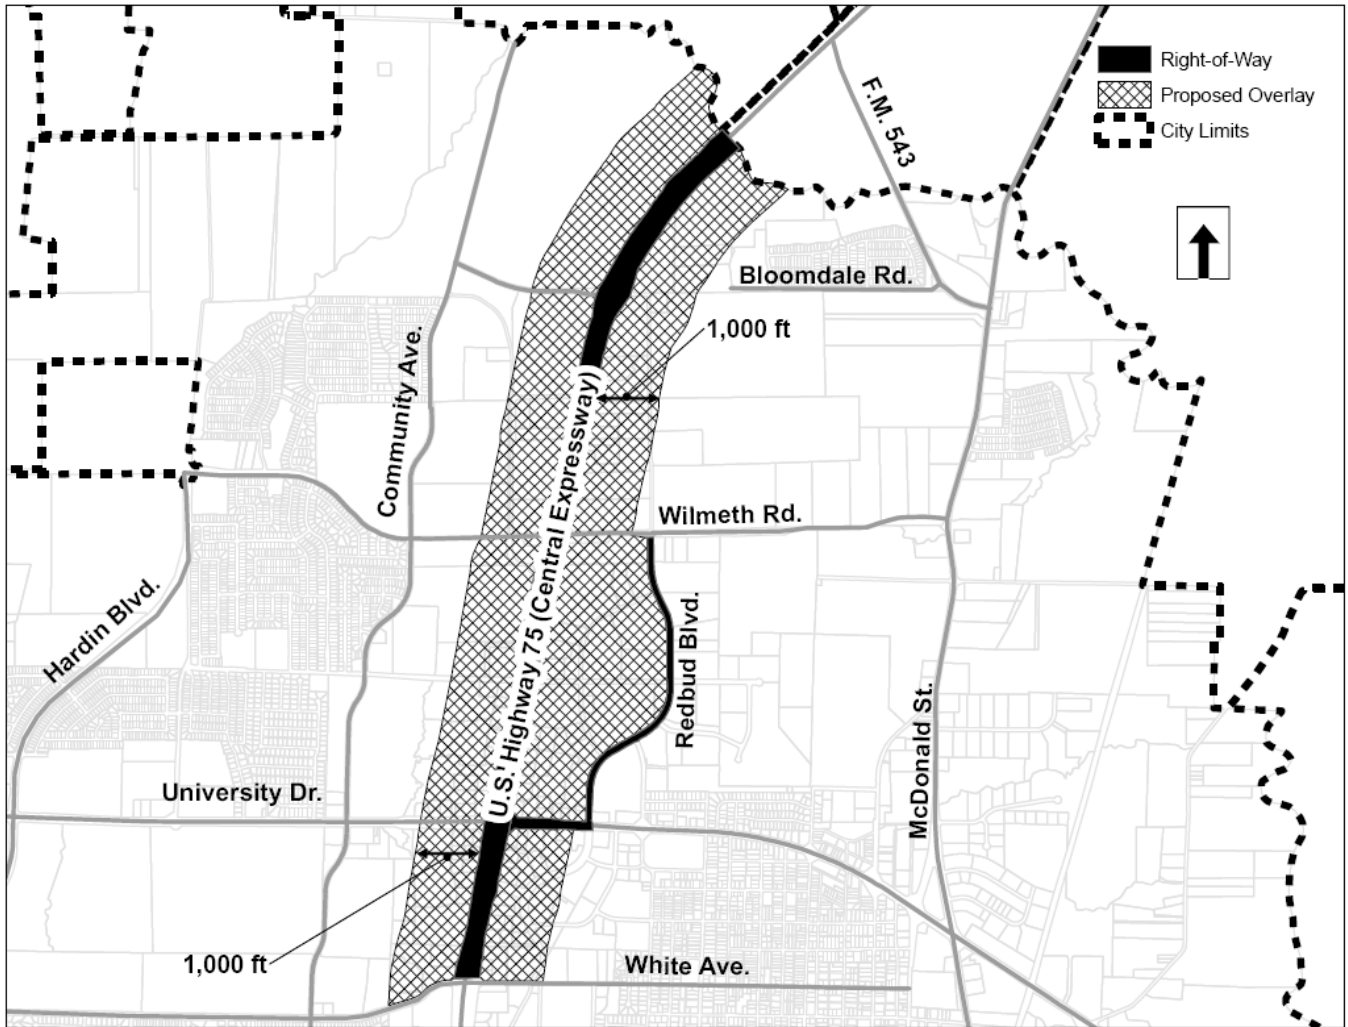 Right-of-Way
Proposed Overlay
City Limits
F.M. 543
Bloomdale Rd.
1,000 ft
Community Ave.
U.S. Highway 75 (Central Expressway)
Wilmeth Rd.
Hardin Blvd.
Redbud Blvd.
McDonald St.
University Dr.
1,000 ft
White Ave.